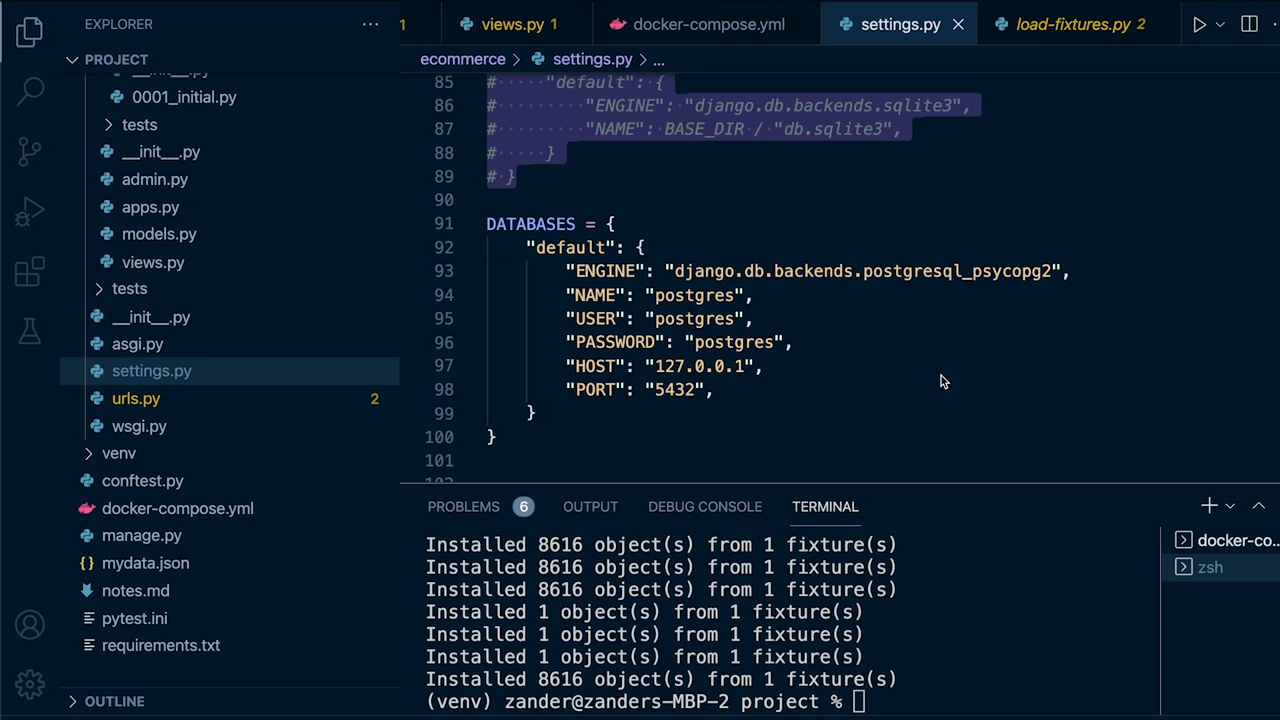 EXPLORER
PROJECT
0001_initial.py
tests
__init__.py
admin.py
apps.py
models.py
views.py
tests
__init__.py
asgi.py
settings.py
urls.py 2
wsgi.py
venv
conftest.py
docker-compose.yml
manage.py
mydata.json
notes.md
pytest.ini
requirements.txt
OUTLINE
1 views.py 1 docker-compose.yml settings.py load-fixtures.py 2
ecommerce > settings.py > ...
85 #     "default": {
86 #         "ENGINE": "django.db.backends.sqlite3",
87 #         "NAME": BASE_DIR / "db.sqlite3",
88 #     }
89 # }
90
91 DATABASES = {
92     "default": {
93         "ENGINE": "django.db.backends.postgresql_psycopg2",
94         "NAME": "postgres",
95         "USER": "postgres",
96         "PASSWORD": "postgres",
97         "HOST": "127.0.0.1",
98         "PORT": "5432",
99     }
100 }
101
PROBLEMS 6 OUTPUT DEBUG CONSOLE TERMINAL
Installed 8616 object(s) from 1 fixture(s)
Installed 8616 object(s) from 1 fixture(s)
Installed 8616 object(s) from 1 fixture(s)
Installed 1 object(s) from 1 fixture(s)
Installed 1 object(s) from 1 fixture(s)
Installed 1 object(s) from 1 fixture(s)
Installed 8616 object(s) from 1 fixture(s)
(venv) zander@zanders-MBP-2 project %
docker-co...
zsh